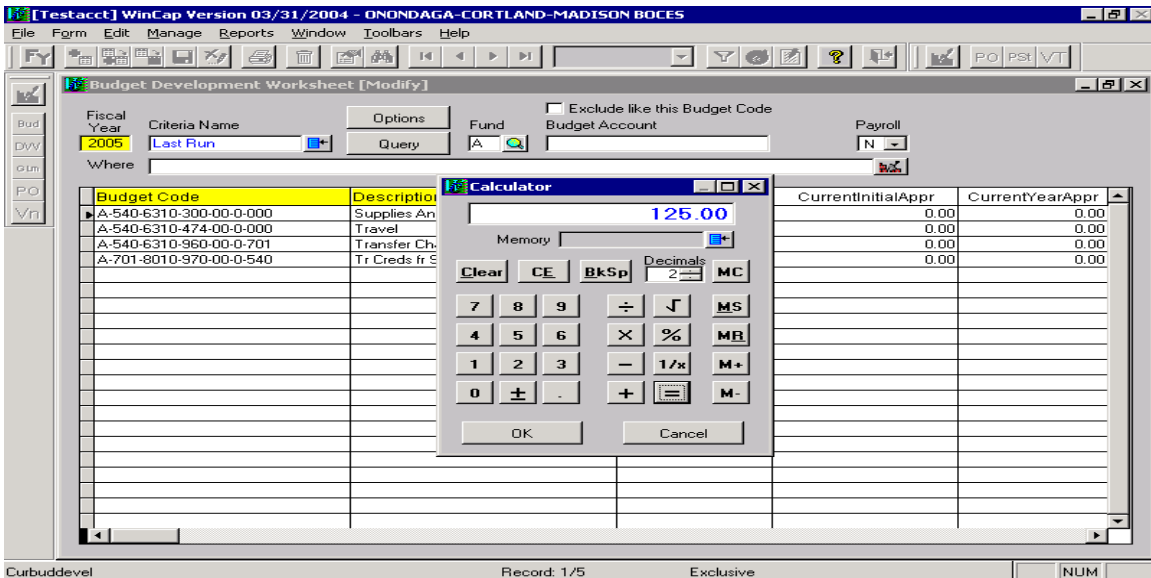 [Testacct] WinCap Version 03/31/2004 - ONONDAGA-CORTLAND-MADISON BOCES
File Form Edit Manage Reports Window Toolbars Help
FY PO PSt VT
Budget Development Worksheet [Modify]
Exclude like this Budget Code
Fiscal Year Criteria Name Options Fund Budget Account Payroll
2005 Last Run Query A N
Where
Bud
DVV
GLm
PO
Vn
Budget Code Description CurrentInitialAppr CurrentYearAppr
A-540-6310-300-00-0-000 Supplies An 0.00 0.00
A-540-6310-474-00-0-000 Travel 0.00 0.00
A-540-6310-960-00-0-701 Transfer Ch 0.00 0.00
A-701-8010-970-00-0-540 Tr Creds fr S 0.00 0.00
Calculator
125.00
Memory
Clear CE BkSp Decimals 2 MC
7 8 9 ÷ √ MS
4 5 6 × % MR
1 2 3 − 1/x M+
0 ± . + = M-
OK Cancel
Curbuddevel Record: 1/5 Exclusive NUM